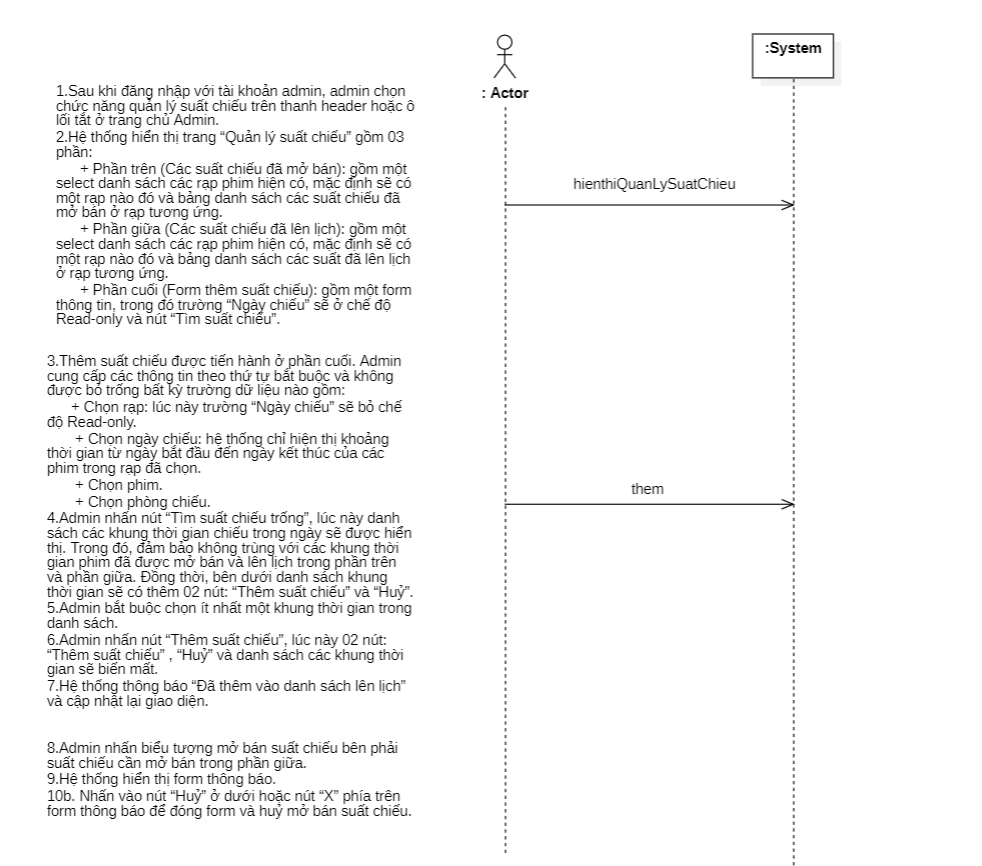 1.Sau khi đăng nhập với tài khoản admin, admin chọn
chức năng quản lý suất chiếu trên thanh header hoặc ô
lối tắt ở trang chủ Admin.
2.Hệ thống hiển thị trang “Quản lý suất chiếu” gồm 03
phần:
+ Phần trên (Các suất chiếu đã mở bán): gồm một
select danh sách các rạp phim hiện có, mặc định sẽ có
một rạp nào đó và bảng danh sách các suất chiếu đã
mở bán ở rạp tương ứng.
+ Phần giữa (Các suất chiếu đã lên lịch): gồm một
select danh sách các rạp phim hiện có, mặc định sẽ có
một rạp nào đó và bảng danh sách các suất đã lên lịch
ở rạp tương ứng.
+ Phần cuối (Form thêm suất chiếu): gồm một form
thông tin, trong đó trường “Ngày chiếu” sẽ ở chế độ
Read-only và nút “Tìm suất chiếu”.
3.Thêm suất chiếu được tiến hành ở phần cuối. Admin
cung cấp các thông tin theo thứ tự bắt buộc và không
được bỏ trống bất kỳ trường dữ liệu nào gồm:
+ Chọn rạp: lúc này trường “Ngày chiếu” sẽ bỏ chế
độ Read-only.
+ Chọn ngày chiếu: hệ thống chỉ hiện thị khoảng
thời gian từ ngày bắt đầu đến ngày kết thúc của các
phim trong rạp đã chọn.
+ Chọn phim.
+ Chọn phòng chiếu.
4.Admin nhấn nút “Tìm suất chiếu trống”, lúc này danh
sách các khung thời gian chiếu trong ngày sẽ được hiển
thị. Trong đó, đảm bảo không trùng với các khung thời
gian phim đã được mở bán và lên lịch trong phần trên
và phần giữa. Đồng thời, bên dưới danh sách khung
thời gian sẽ có thêm 02 nút: “Thêm suất chiếu” và “Huỷ”.
5.Admin bắt buộc chọn ít nhất một khung thời gian trong
danh sách.
6.Admin nhấn nút “Thêm suất chiếu”, lúc này 02 nút:
“Thêm suất chiếu” , “Huỷ” và danh sách các khung thời
gian sẽ biến mất.
7.Hệ thống thông báo “Đã thêm vào danh sách lên lịch”
và cập nhật lại giao diện.
8.Admin nhấn biểu tượng mở bán suất chiếu bên phải
suất chiếu cần mở bán trong phần giữa.
9.Hệ thống hiển thị form thông báo.
10b. Nhấn vào nút “Huỷ” ở dưới hoặc nút “X” phía trên
form thông báo để đóng form và huỷ mở bán suất chiếu.
: Actor
:System
hienthiQuanLySuatChieu
them